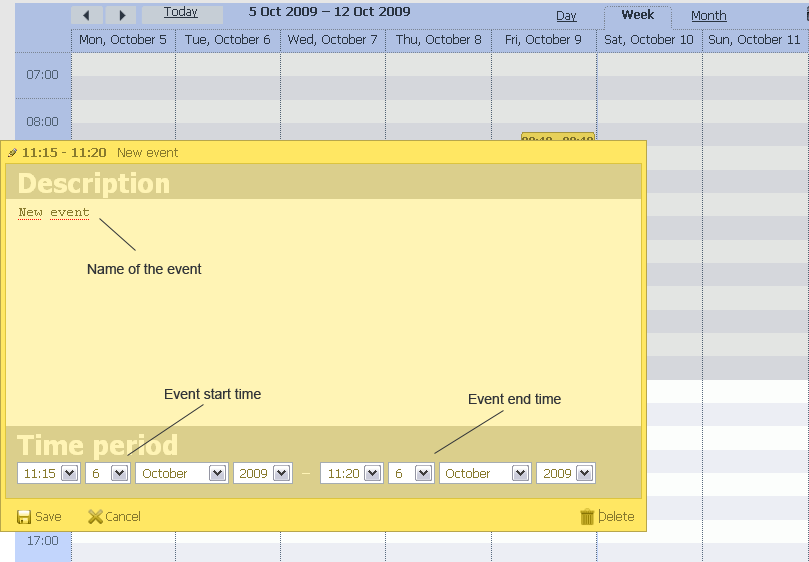 Today 5 Oct 2009 – 12 Oct 2009 Day Week Month
Mon, October 5 Tue, October 6 Wed, October 7 Thu, October 8 Fri, October 9 Sat, October 10 Sun, October 11
07:00
08:00
11:15 - 11:20 New event
Description
New event
Name of the event
Event start time Event end time
Time period
11:15 6 October 2009 – 11:20 6 October 2009
Save Cancel Delete
17:00